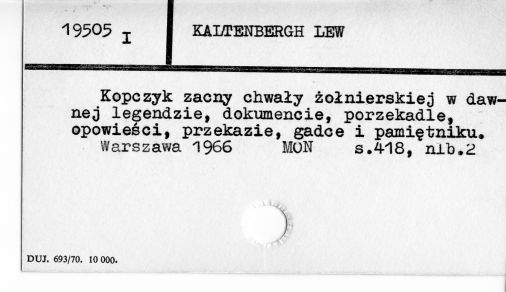 19505 I
KALTENBERGH LEW
Kopczyk zacny chwały żołnierskiej w daw-
nej legendzie, dokumencie, porzekadle,
opowieści, przekazie, gadce i pamiętniku.
Warszawa 1966 MON s.418, nlb.2
DUJ. 693/70. 10 000.